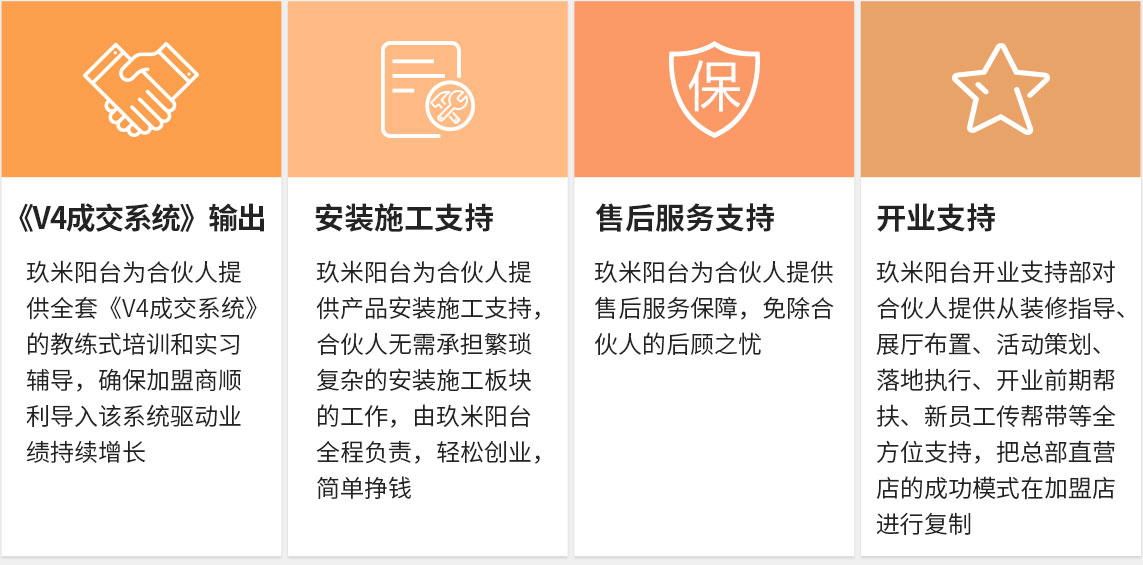 保
《V4成交系统》输出
玖米阳台为合伙人提
供全套《V4成交系统》
的教练式培训和实习
辅导，确保加盟商顺
利导入该系统驱动业
绩持续增长
安装施工支持
玖米阳台为合伙人提
供产品安装施工支持，
合伙人无需承担繁琐
复杂的安装施工板块
的工作，由玖米阳台
全程负责，轻松创业，
简单挣钱
售后服务支持
玖米阳台为合伙人提供
售后服务保障，免除合
伙人的后顾之忧
开业支持
玖米阳台开业支持部对
合伙人提供从装修指导、
展厅布置、活动策划、
落地执行、开业前期帮
扶、新员工传帮带等全
方位支持，把总部直营
店的成功模式在加盟店
进行复制